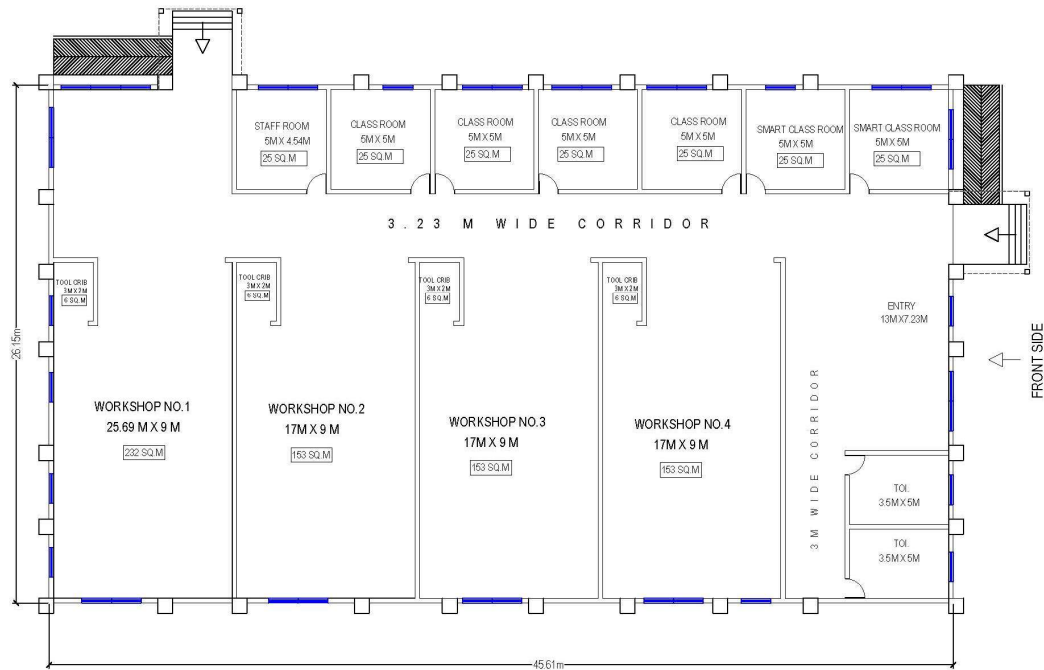 STAFF ROOM
5M X 4.54M
25 SQ.M
CLASS ROOM
5M X 5M
25 SQ.M
CLASS ROOM
5M X 5M
25 SQ.M
CLASS ROOM
5M X 5M
25 SQ.M
CLASS ROOM
5M X 5M
25 SQ.M
SMART CLASS ROOM
5M X 5M
25 SQ.M
SMART CLASS ROOM
5M X 5M
25 SQ.M
3.23 M WIDE CORRIDOR
TOOL CRIB
3M X 2M
6 SQ.M
TOOL CRIB
3M X 2M
6 SQ.M
TOOL CRIB
3M X 2M
6 SQ.M
TOOL CRIB
3M X 2M
6 SQ.M
ENTRY
13M X 7.23M
FRONT SIDE
26.15m
WORKSHOP NO.1
25.69 M X 9 M
232 SQ.M
WORKSHOP NO.2
17M X 9 M
153 SQ.M
WORKSHOP NO.3
17M X 9 M
153 SQ.M
WORKSHOP NO.4
17M X 9 M
153 SQ.M
3 M WIDE CORRIDOR
TOI.
3.5M X 5M
TOI.
3.5M X 5M
45.61m